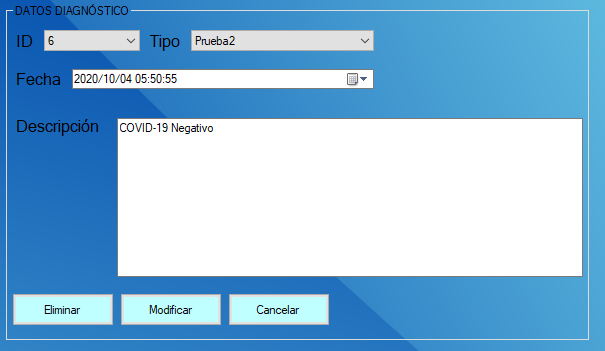 DATOS DIAGNÓSTICO
ID 6 Tipo Prueba2
Fecha 2020/10/04 05:50:55
Descripción COVID-19 Negativo
Eliminar Modificar Cancelar